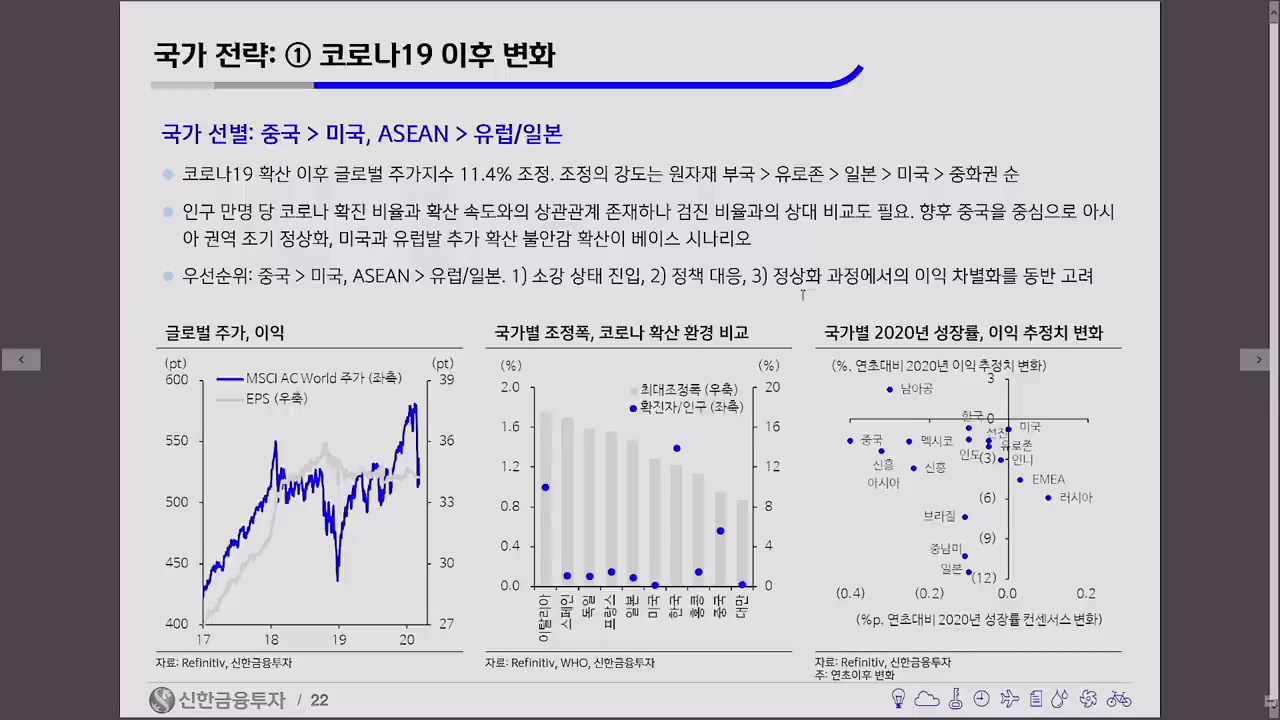 국가 전략: ① 코로나19 이후 변화
국가 선별: 중국 > 미국, ASEAN > 유럽/일본
코로나19 확산 이후 글로벌 주가지수 11.4% 조정. 조정의 강도는 원자재 부국 > 유로존 > 일본 > 미국 > 중화권 순
인구 만명 당 코로나 확진 비율과 확산 속도와의 상관관계 존재하나 검진 비율과의 상대 비교도 필요. 향후 중국을 중심으로 아시
아 권역 조기 정상화, 미국과 유럽발 추가 확산 불안감 확산이 베이스 시나리오
우선순위: 중국 > 미국, ASEAN > 유럽/일본. 1) 소강 상태 진입, 2) 정책 대응, 3) 정상화 과정에서의 이익 차별화를 동반 고려
글로벌 주가, 이익
(pt) (pt)
MSCI AC World 주가 (좌축)
EPS (우축)
600 39
550 36
500 33
450 30
400 27
17 18 19 20
자료: Refinitiv, 신한금융투자
국가별 조정폭, 코로나 확산 환경 비교
(%) (%)
최대조정폭 (우축)
확진자/인구 (좌축)
2.0 20
1.6 16
1.2 12
0.8 8
0.4 4
0.0 0
이탈리아 스페인 독일 프랑스 일본 미국 한국 홍콩 중국 대만
자료: Refinitiv, WHO, 신한금융투자
국가별 2020년 성장률, 이익 추정치 변화
(%, 연초대비 2020년 이익 추정치 변화)
3
남아공
0
한국
미국
선진
중국
멕시코
유로존
인도
(3)
인니
신흥
아시아
신흥
EMEA
(6)
러시아
브라질
(9)
중남미
일본
(12)
(0.4) (0.2) 0.0 0.2
(%p, 연초대비 2020년 성장률 컨센서스 변화)
자료: Refinitiv, 신한금융투자
주: 연초이후 변화
신한금융투자 / 22